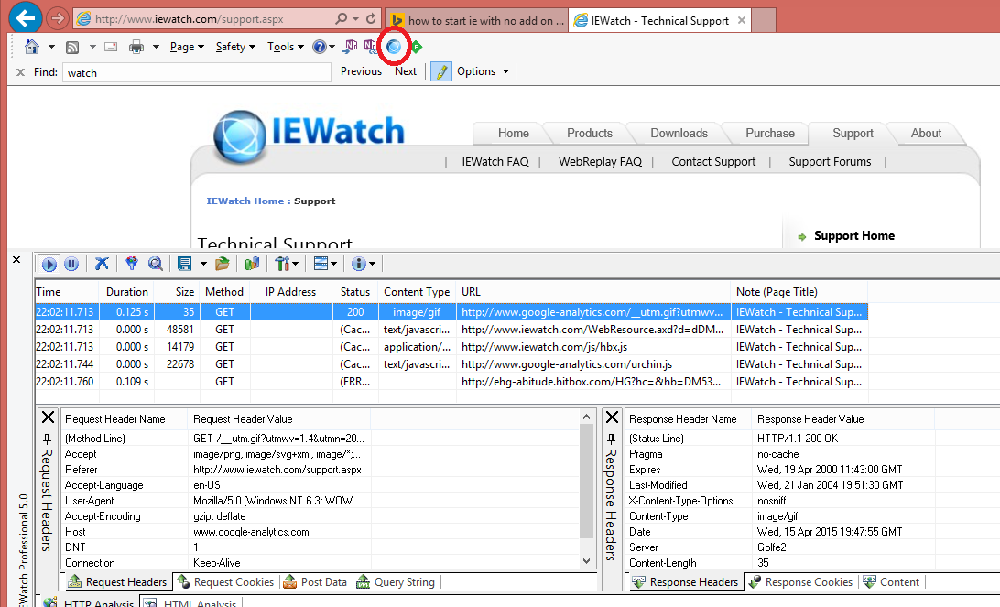 http://www.iewatch.com/support.aspx
how to start ie with no add on ...
IEWatch - Technical Support
Page Safety Tools
Find: watch Previous Next Options
IEWatch
Home Products Downloads Purchase Support About
IEWatch FAQ | WebReplay FAQ | Contact Support | Support Forums |
IEWatch Home : Support
Technical Support
Support Home
Time Duration Size Method IP Address Status Content Type URL Note (Page Title)
22:02:11.713 0.125 s 35 GET 200 image/gif http://www.google-analytics.com/__utm.gif?utmwv... IEWatch - Technical Sup...
22:02:11.713 0.000 s 48581 GET (Cac... text/javascri... http://www.iewatch.com/WebResource.axd?d=dDM... IEWatch - Technical Sup...
22:02:11.713 0.000 s 14179 GET (Cac... application/... http://www.iewatch.com/js/hbx.js IEWatch - Technical Sup...
22:02:11.744 0.000 s 22678 GET (Cac... text/javascri... http://www.google-analytics.com/urchin.js IEWatch - Technical Sup...
22:02:11.760 0.109 s GET (ERR... http://ehg-abitude.hitbox.com/HG?hc=&hb=DM53... IEWatch - Technical Sup...
Request Headers
Request Header Name Request Header Value
(Method-Line) GET /__utm.gif?utmwv=1.4&utmn=20...
Accept image/png, image/svg+xml, image/*;...
Referer http://www.iewatch.com/support.aspx
Accept-Language en-US
User-Agent Mozilla/5.0 (Windows NT 6.3; WOW...
Accept-Encoding gzip, deflate
Host www.google-analytics.com
DNT 1
Connection Keep-Alive
Request Headers Request Cookies Post Data Query String
Response Headers
Response Header Name Response Header Value
(Status-Line) HTTP/1.1 200 OK
Pragma no-cache
Expires Wed, 19 Apr 2000 11:43:00 GMT
Last-Modified Wed, 21 Jan 2004 19:51:30 GMT
X-Content-Type-Options nosniff
Content-Type image/gif
Date Wed, 15 Apr 2015 19:47:55 GMT
Server Golfe2
Content-Length 35
Response Headers Response Cookies Content
EWatch Professional 5.0
HTTP Analysis HTML Analysis